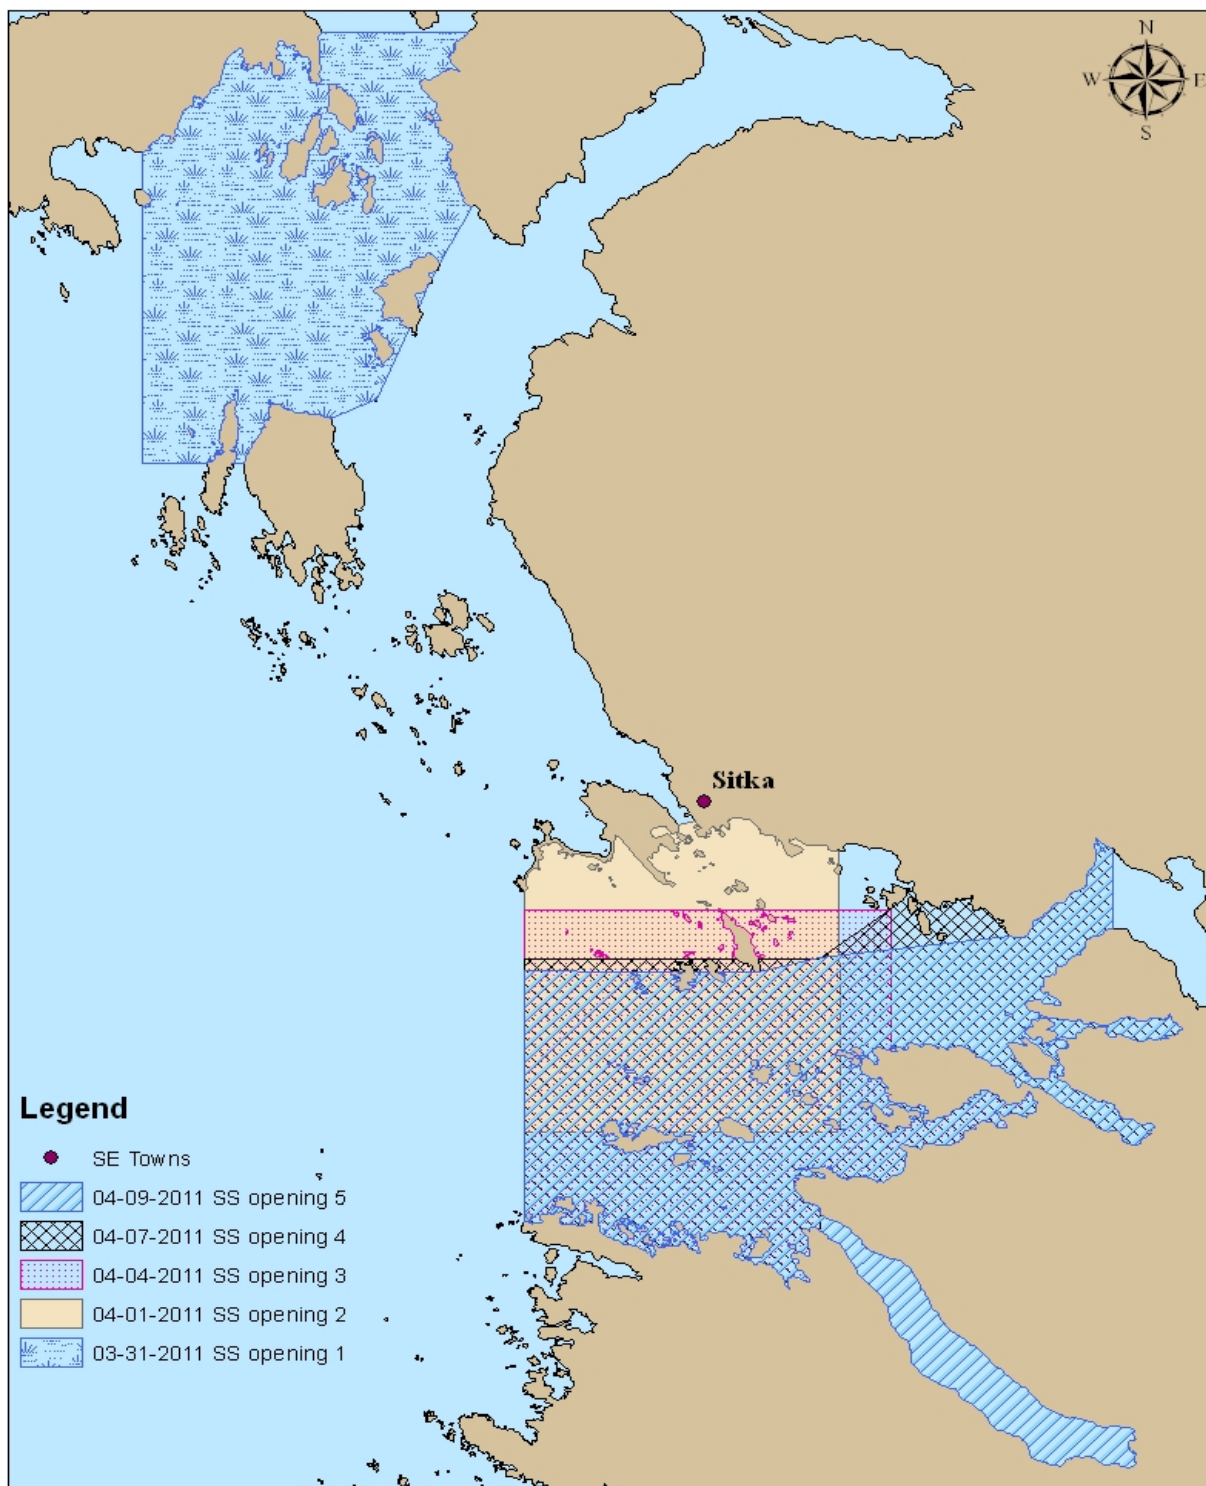 N
W E
S
Sitka
Legend
SE Towns
04-09-2011 SS opening 5
04-07-2011 SS opening 4
04-04-2011 SS opening 3
04-01-2011 SS opening 2
03-31-2011 SS opening 1